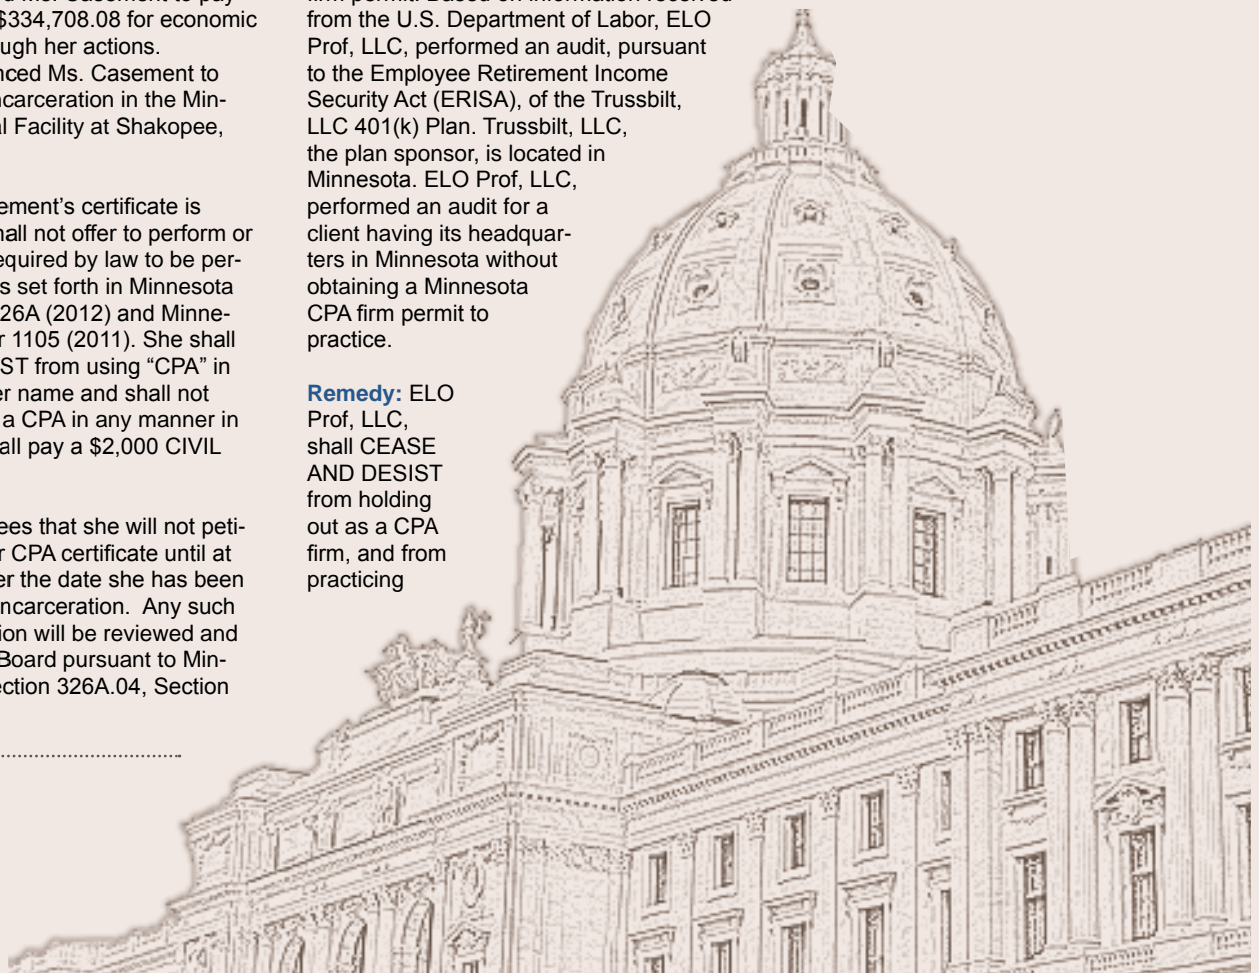 $334,708.08 for economic
ugh her actions.
nced Ms. Casement to
ncarceration in the Min-
al Facility at Shakopee,
ement's certificate is
hall not offer to perform or
equired by law to be per-
s set forth in Minnesota
26A (2012) and Minne-
r 1105 (2011). She shall
ST from using “CPA” in
er name and shall not
a CPA in any manner in
all pay a $2,000 CIVIL
ees that she will not peti-
r CPA certificate until at
er the date she has been
ncarceration.  Any such
ion will be reviewed and
Board pursuant to Min-
ection 326A.04, Section
firm permit. Based on information received
from the U.S. Department of Labor, ELO
Prof, LLC, performed an audit, pursuant
to the Employee Retirement Income
Security Act (ERISA), of the Trussbilt,
LLC 401(k) Plan. Trussbilt, LLC,
the plan sponsor, is located in
Minnesota. ELO Prof, LLC,
performed an audit for a
client having its headquar-
ters in Minnesota without
obtaining a Minnesota
CPA firm permit to
practice.
Remedy: ELO
Prof, LLC,
shall CEASE
AND DESIST
from holding
out as a CPA
firm, and from
practicing